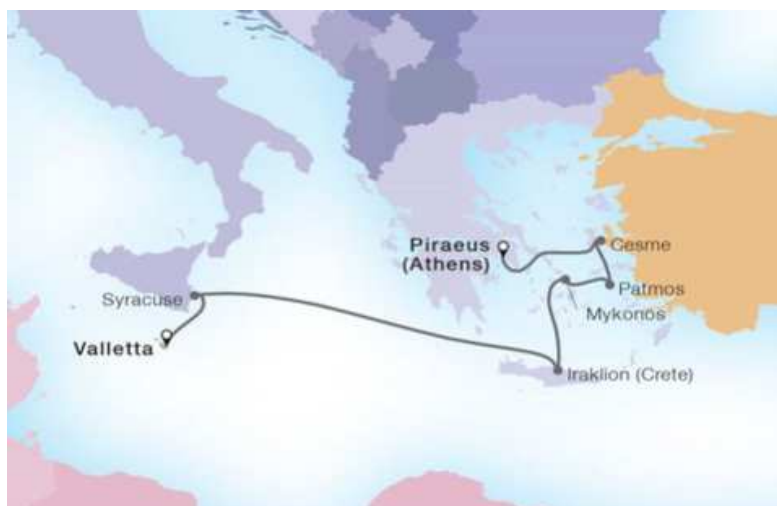 Piraeus
(Athens)
Cesme
Syracuse
Patmos
Mykonos
Valletta
Iraklion (Crete)